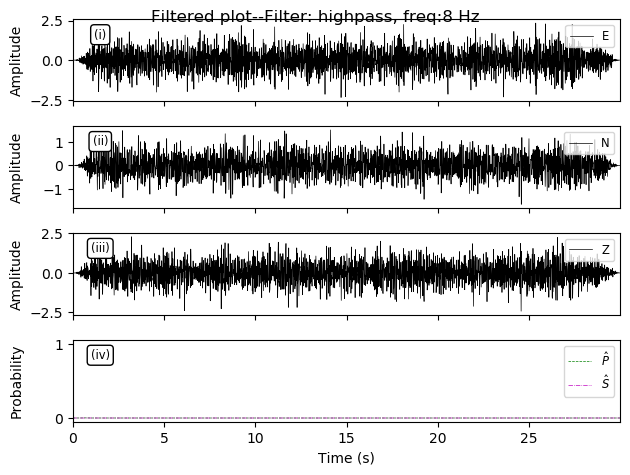 Filtered plot--Filter: highpass, freq:8 Hz
Amplitude
2.5
0.0
−2.5
(i)
E
Amplitude
1
0
−1
(ii)
N
Amplitude
2.5
0.0
−2.5
(iii)
Z
Probability
1
0
(iv)
P̂
Ŝ
0 5 10 15 20 25
Time (s)